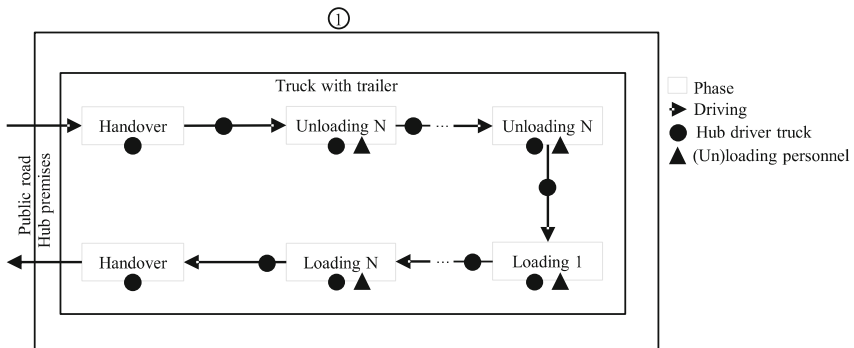 1
Truck with trailer
Handover
Unloading N
...
Unloading N
Public road
Hub premises
Handover
Loading N
...
Loading 1
Phase
Driving
Hub driver truck
(Un)loading personnel